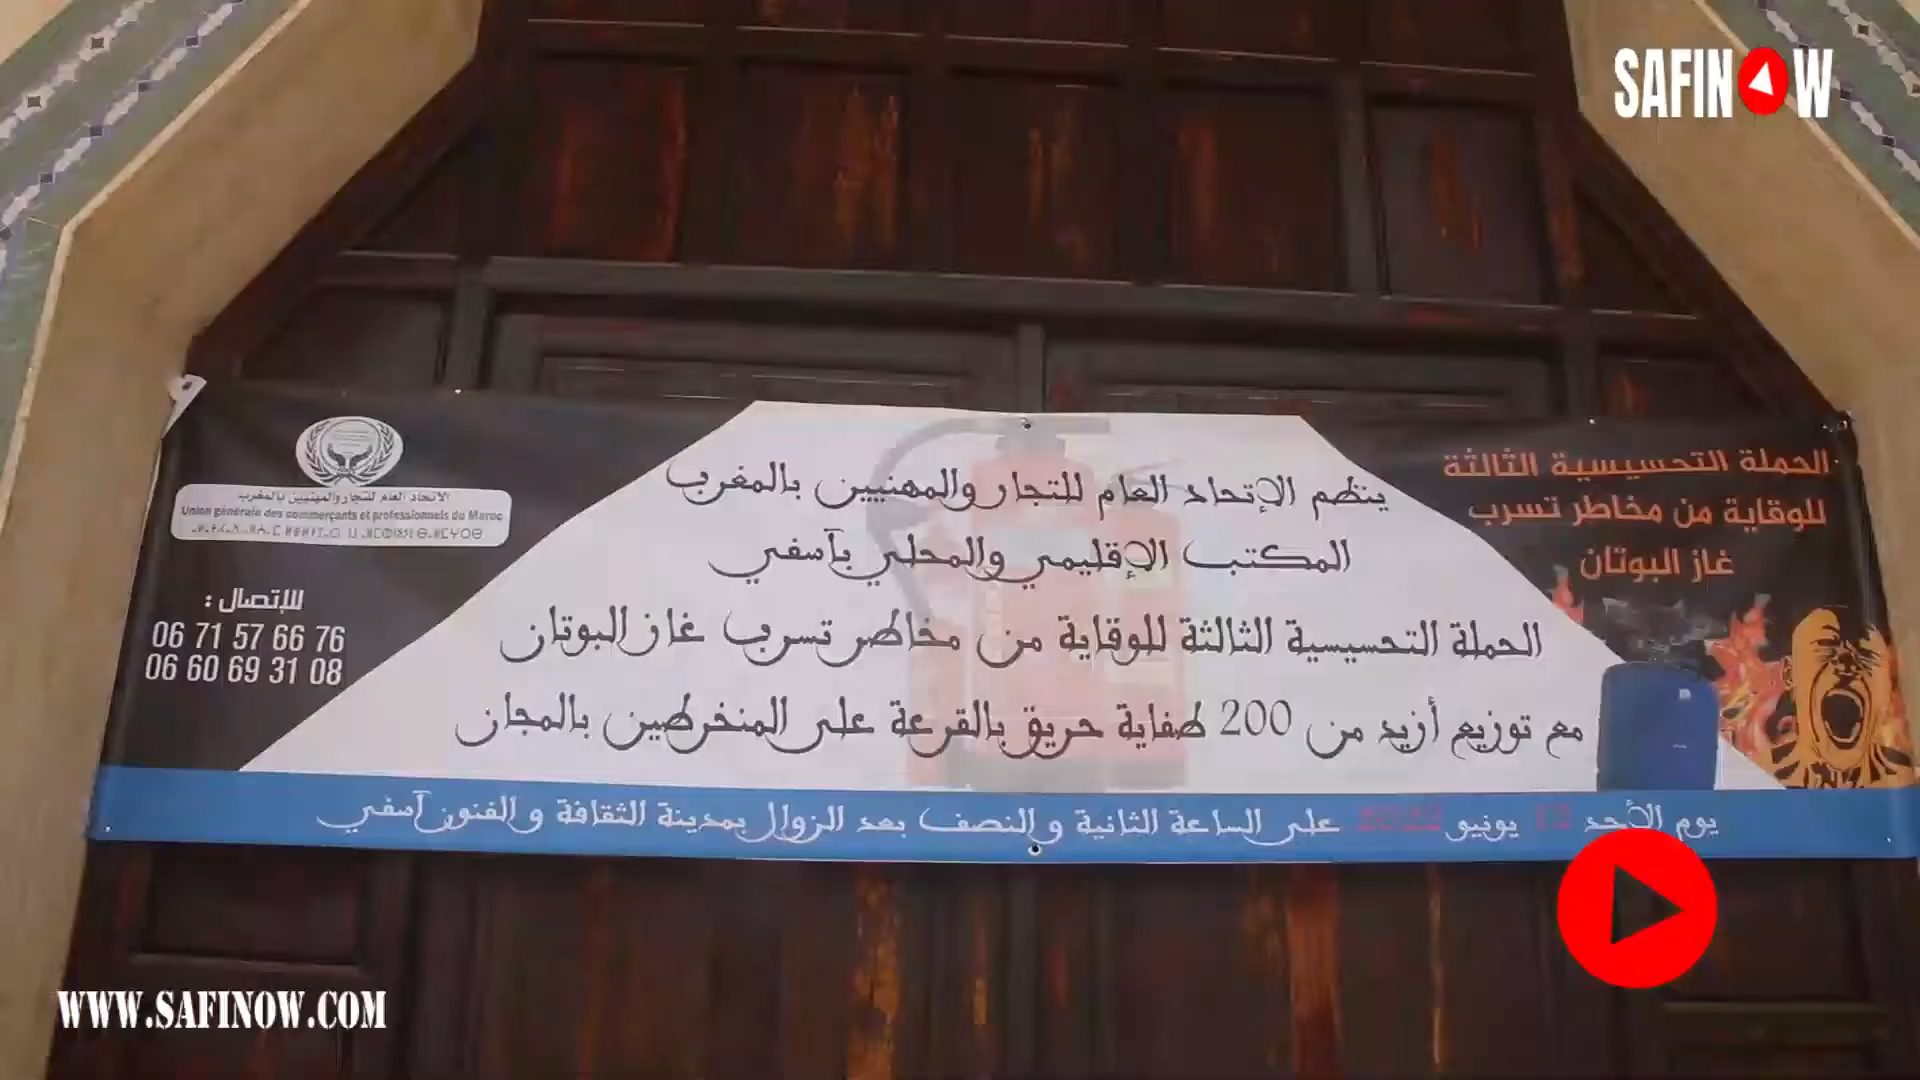 SAFINOW
الحملة التحسيسية الثالثة
للوقاية من مخاطر تسرب
غاز البوتان
ينظم الإتحاد العام للتجار والمهنيين بالمغرب
المكتب الإقليمي والمحلي بآسفي
الحملة التحسيسية الثالثة للوقاية من مخاطر تسرب غاز البوتان
مع توزيع أزيد من 200 طفاية حريق بالقرعة على المنخرطين بالمجان
الاتحاد العام للتجار والمهنيين بالمغرب
Union générale des commerçants et professionnels du Maroc
للإتصال :
06 71 57 66 76
06 60 69 31 08
يوم الأحد 12 يونيو 2022 على الساعة الثانية والنصف بعد الزوال بمدينة الثقافة والفنون آسفي
WWW.SAFINOW.COM